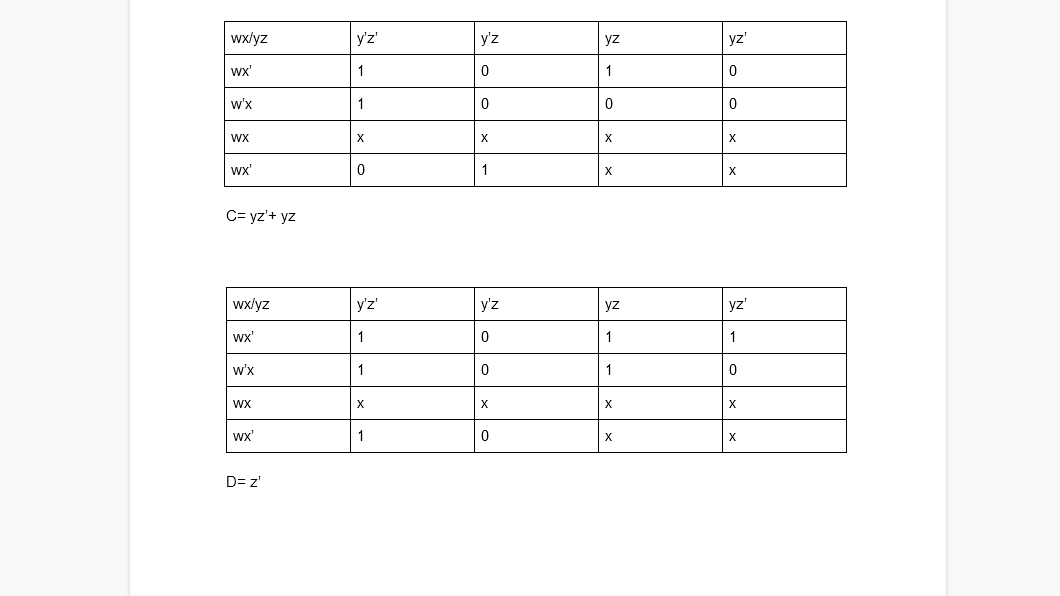 wx/yz y’z’ y’z yz yz’
wx’ 1 0 1 0
w’x 1 0 0 0
wx x x x x
wx’ 0 1 x x
C= yz’+ yz
wx/yz y’z’ y’z yz yz’
wx’ 1 0 1 1
w’x 1 0 1 0
wx x x x x
wx’ 1 0 x x
D= z’